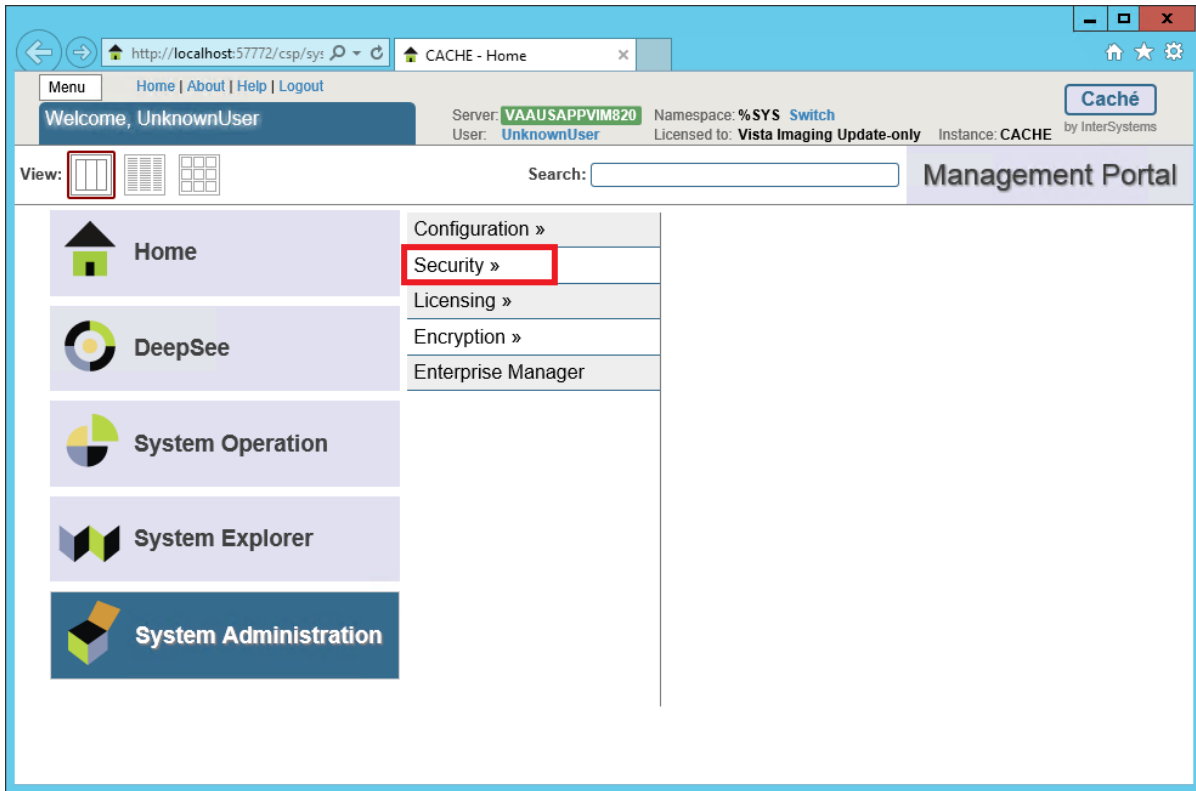 http://localhost:57772/csp/sys
CACHE - Home
Menu
Home | About | Help | Logout
Welcome, UnknownUser
Server: VAAUSAPPVIM820
Namespace: %SYS Switch
User: UnknownUser
Licensed to: Vista Imaging Update-only
Instance: CACHE
Caché
by InterSystems
View:
Search:
Management Portal
Home
DeepSee
System Operation
System Explorer
System Administration
Configuration »
Security »
Licensing »
Encryption »
Enterprise Manager